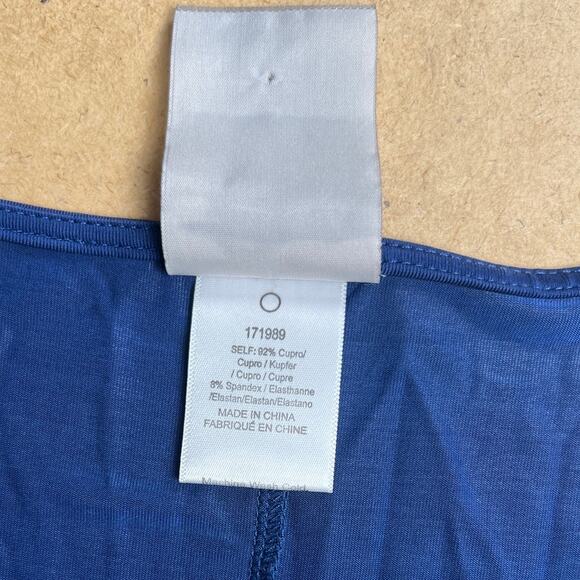 171989
SELF: 92% Cupro/
Cupro / Kupfer
/ Cupro / Cupre
8% Spandex / Elasthanne
/Elastan/Elastan/Elastano
MADE IN CHINA
FABRIQUÉ EN CHINE
Machine Wash Cold